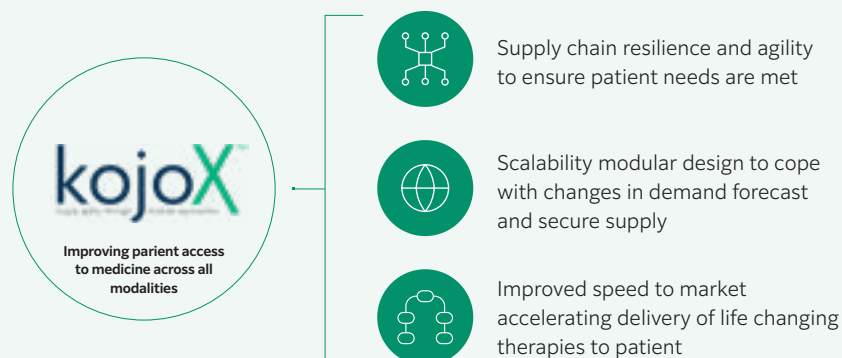 kojoX™
Improving parient access
to medicine across all
modalities
Supply chain resilience and agility
to ensure patient needs are met
Scalability modular design to cope
with changes in demand forecast
and secure supply
Improved speed to market
accelerating delivery of life changing
therapies to patient